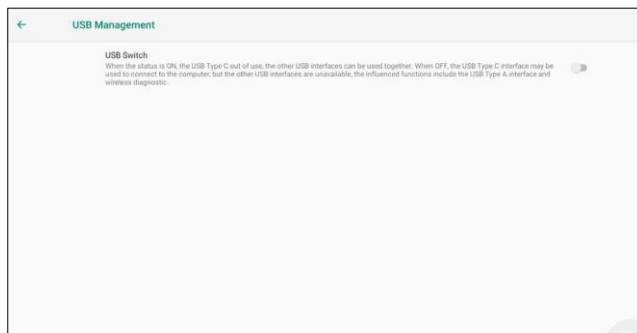 USB Management
USB Switch
When the status is ON, the USB Type C out of use, the other USB interfaces can be used together. When OFF, the USB Type C interface may be
used to connect to the computer, but the other USB interfaces are unavailable, the influenced functions include the USB Type A interface and
wireless diagnostic.